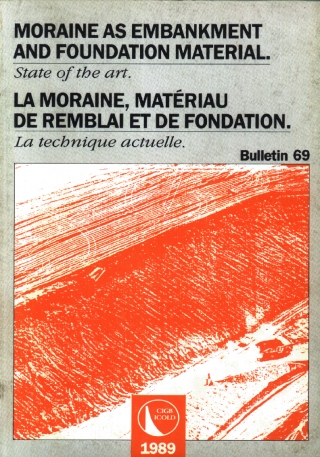 MORAINE AS EMBANKMENT
AND FOUNDATION MATERIAL.
State of the art.
LA MORAINE, MATÉRIAU
DE REMBLAI ET DE FONDATION.
La technique actuelle.
Bulletin 69
CIGB
ICOLD
1989